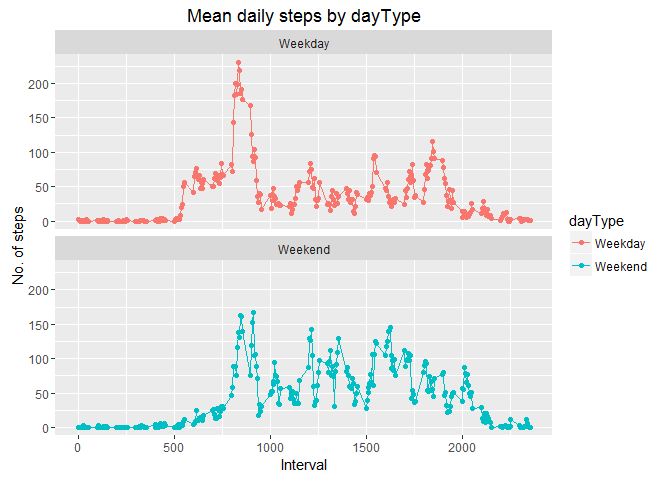 Mean daily steps by dayType
Weekday
200
150
100
50
0
Weekend
200
150
100
50
0
No. of steps
0
500
1000
1500
2000
Interval
dayType
Weekday
Weekend